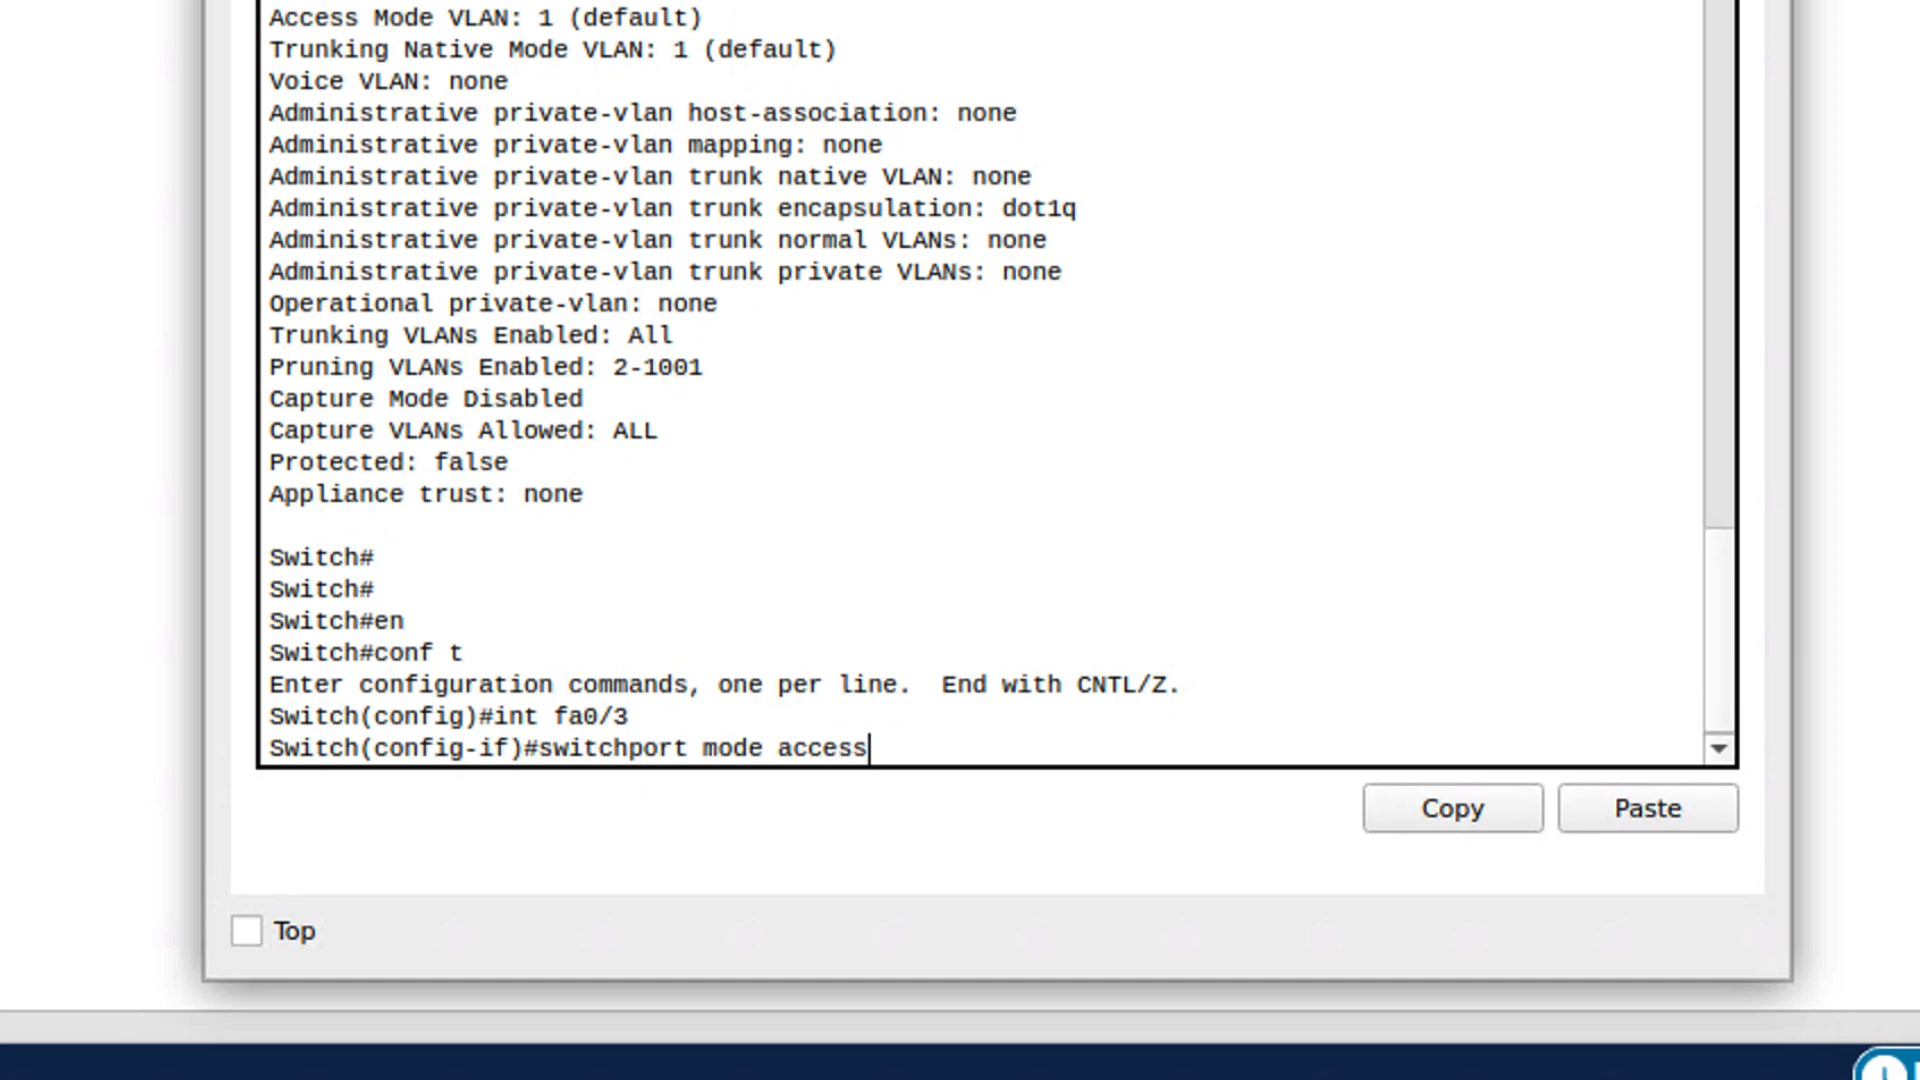 Access Mode VLAN: 1 (default)
Trunking Native Mode VLAN: 1 (default)
Voice VLAN: none
Administrative private-vlan host-association: none
Administrative private-vlan mapping: none
Administrative private-vlan trunk native VLAN: none
Administrative private-vlan trunk encapsulation: dot1q
Administrative private-vlan trunk normal VLANs: none
Administrative private-vlan trunk private VLANs: none
Operational private-vlan: none
Trunking VLANs Enabled: All
Pruning VLANs Enabled: 2-1001
Capture Mode Disabled
Capture VLANs Allowed: ALL
Protected: false
Appliance trust: none
Switch#
Switch#
Switch#en
Switch#conf t
Enter configuration commands, one per line.  End with CNTL/Z.
Switch(config)#int fa0/3
Switch(config-if)#switchport mode access
Copy
Paste
Top